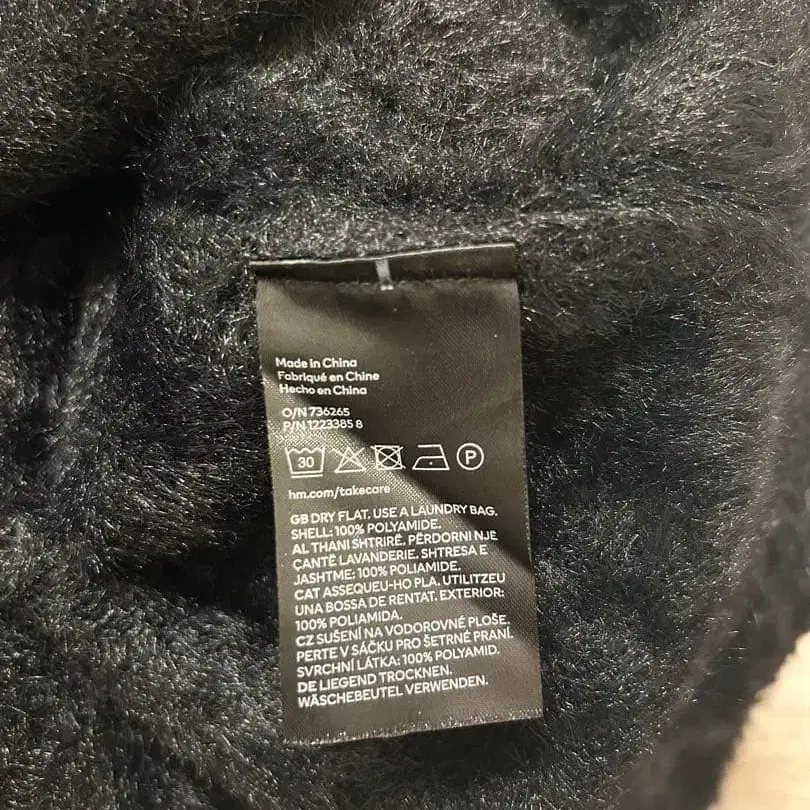 Made in China
Fabriqué en Chine
Hecho en China
O/N 736265
P/N 1223385 8
30
P
hm.com/takecare
GB DRY FLAT. USE A LAUNDRY BAG.
SHELL: 100% POLYAMIDE.
AL THANI SHTRIRË. PËRDORNI NJË
ÇANTË LAVANDERIE. SHTRESA E
JASHTME: 100% POLIAMIDE.
CAT ASSEQUEU-HO PLA. UTILITZEU
UNA BOSSA DE RENTAT. EXTERIOR:
100% POLIAMIDA.
CZ SUŠENÍ NA VODOROVNÉ PLOŠE.
PERTE V SÁČKU PRO ŠETRNÉ PRANÍ.
SVRCHNÍ LÁTKA: 100% POLYAMID.
DE LIEGEND TROCKNEN.
WÄSCHEBEUTEL VERWENDEN.